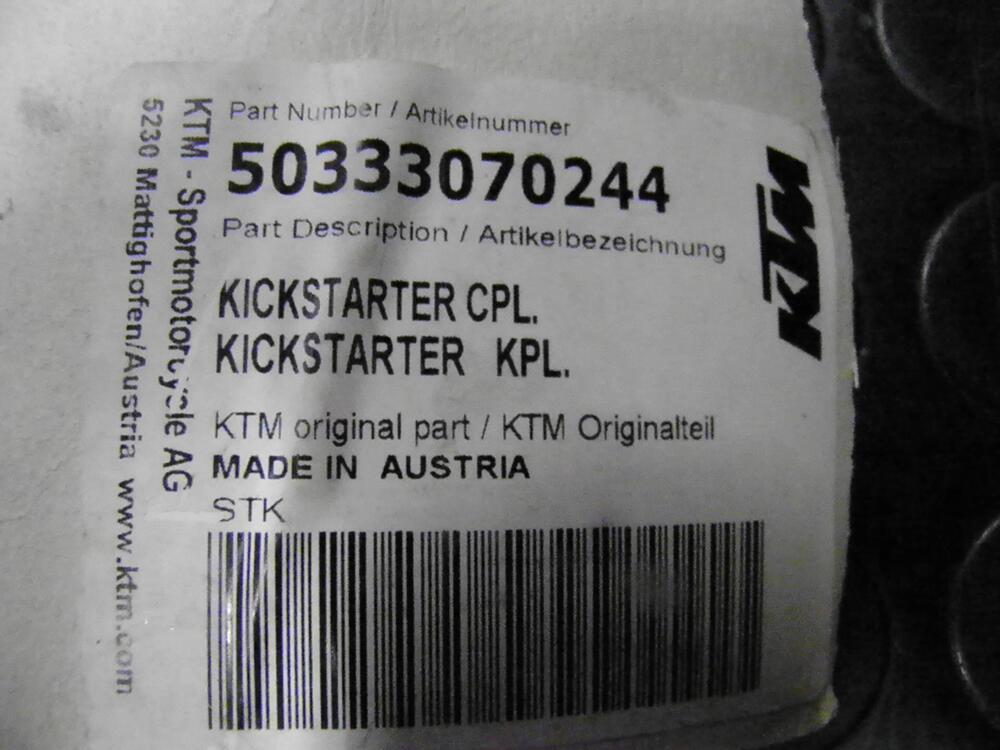 Part Number / Artikelnummer
50333070244
Part Description / Artikelbezeichnung
KICKSTARTER CPL.
KICKSTARTER KPL.
KTM original part / KTM Originalteil
MADE IN AUSTRIA
STK
KTM - Sportmotorcycle AG
5230 Mattighofen/Austria www.ktm.com
KTM